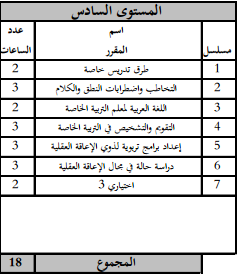 المستوى السادس
مسلسل اسم المقرر عدد الساعات
1 طرق تدريس خاصة 2
2 التخاطب واضطرابات النطق والكلام 3
3 اللغة العربية لمعلم التربية الخاصة 2
4 التقويم والتشخيص في التربية الخاصة 3
5 إعداد برامج تربوية لذوي الإعاقة العقلية 3
6 دراسة حالة في مجال الإعاقة العقلية 3
7 اختياري 3 2
المجموع 18